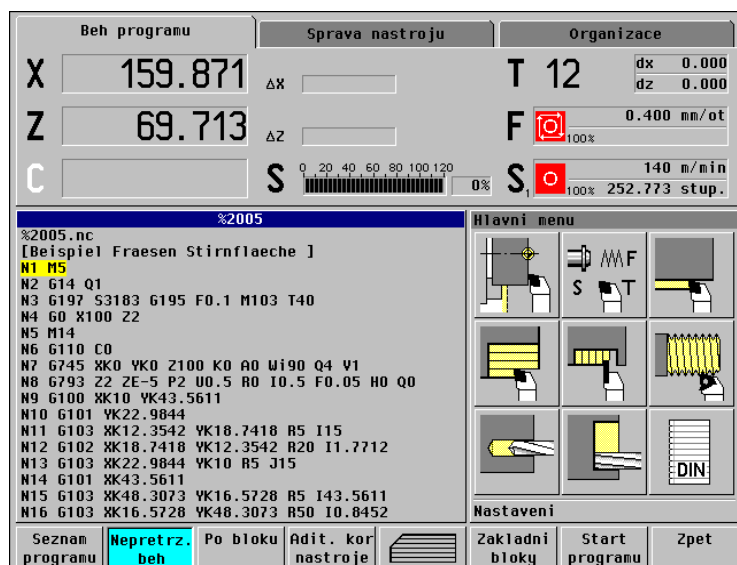 Beh programu
Sprava nastroju
Organizace
X 159.871 ΔX
T 12 dx 0.000
dz 0.000
Z 69.713 ΔZ
F 100% 0.400 mm/ot
C
S 0 20 40 60 80 100 120 0%
S1 100% 140 m/min
252.773 stup.
%2005
%2005.nc
[Beispiel Fraesen Stirnflaeche ]
N1 M5
N2 G14 Q1
N3 G197 S3183 G195 F0.1 M103 T40
N4 G0 X100 Z2
N5 M14
N6 G110 C0
N7 G745 XK0 YK0 Z100 K0 A0 Wi90 Q4 V1
N8 G793 Z2 ZE-5 P2 U0.5 R0 I0.5 F0.05 H0 Q0
N9 G100 XK10 YK43.5611
N10 G101 YK22.9844
N11 G103 XK12.3542 YK18.7418 R5 I15
N12 G102 XK18.7418 YK12.3542 R20 I1.7712
N13 G103 XK22.9844 YK10 R5 J15
N14 G101 XK43.5611
N15 G103 XK48.3073 YK16.5728 R5 I43.5611
N16 G103 XK16.5728 YK48.3073 R50 I0.8452
Hlavni menu
F
S T
DIN
Nastaveni
Seznam programu
Nepretrz. beh
Po bloku
Adit. kor nastroje
Zakladni bloky
Start programu
Zpet